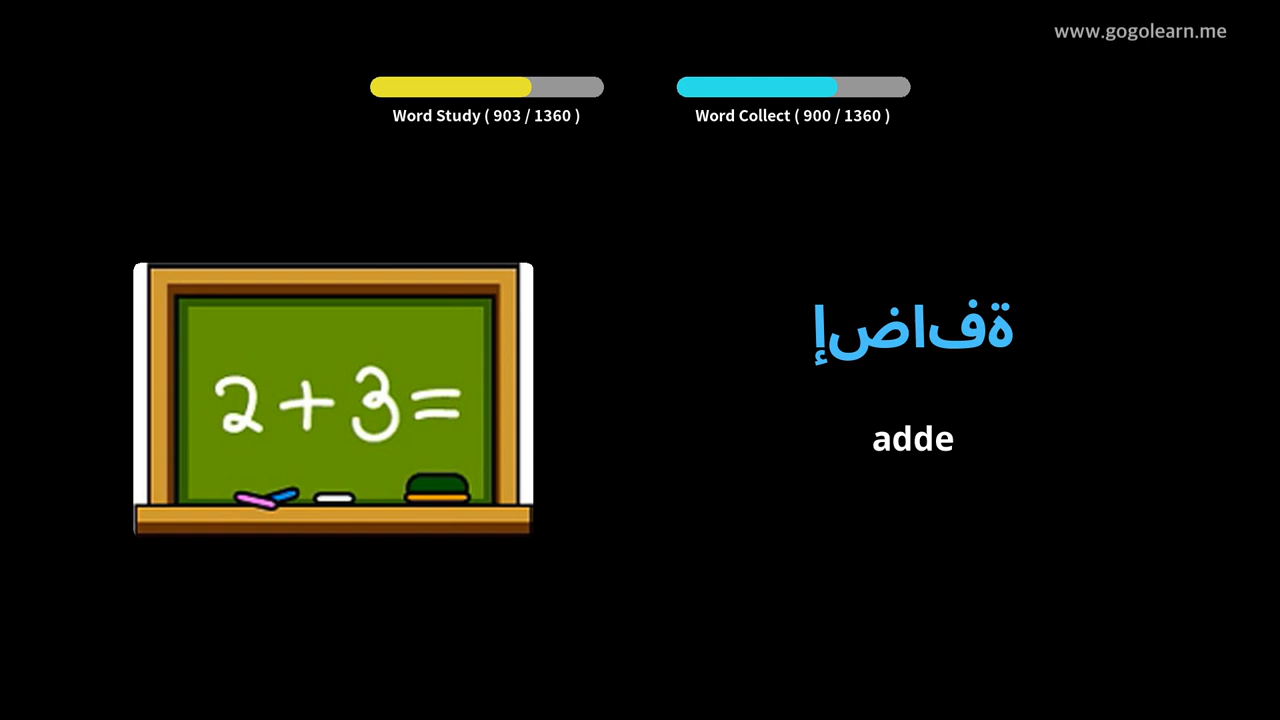 www.gogolearn.me
Word Study ( 903 / 1360 )
Word Collect ( 900 / 1360 )
2+3=
ةفاضإ
adde